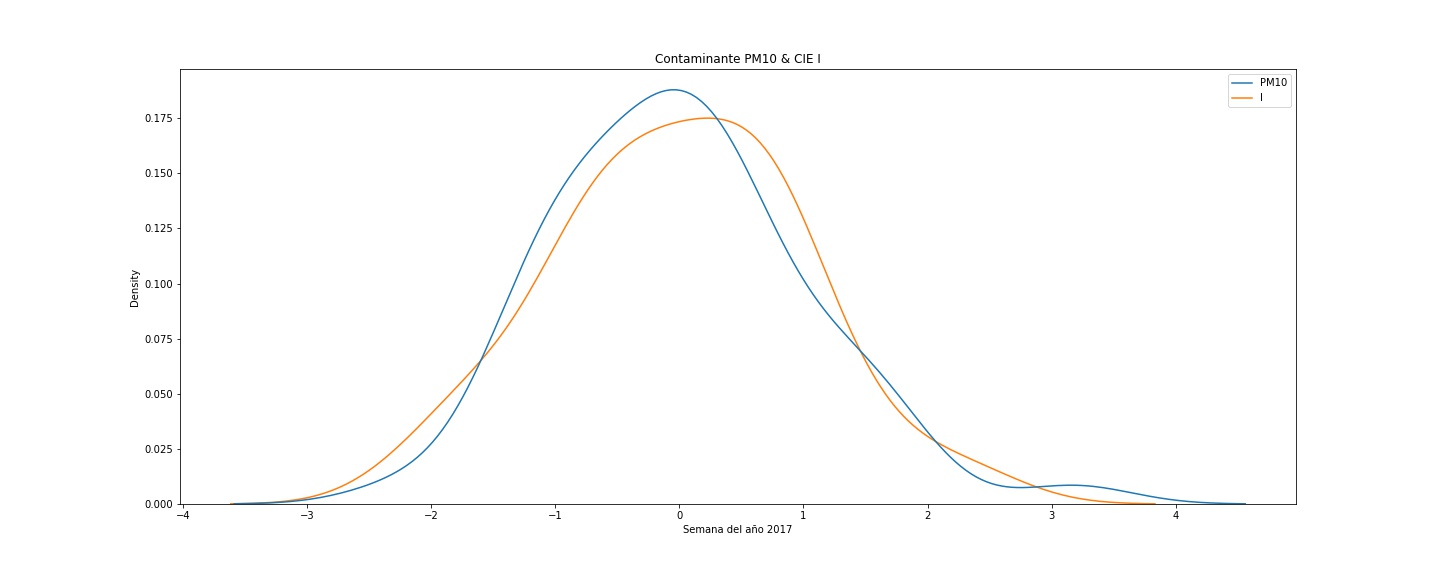 Contaminante PM10 & CIE I
PM10
I
0.175
0.150
0.125
0.100
0.075
0.050
0.025
0.000
Density
−4 −3 −2 −1 0 1 2 3 4
Semana del año 2017